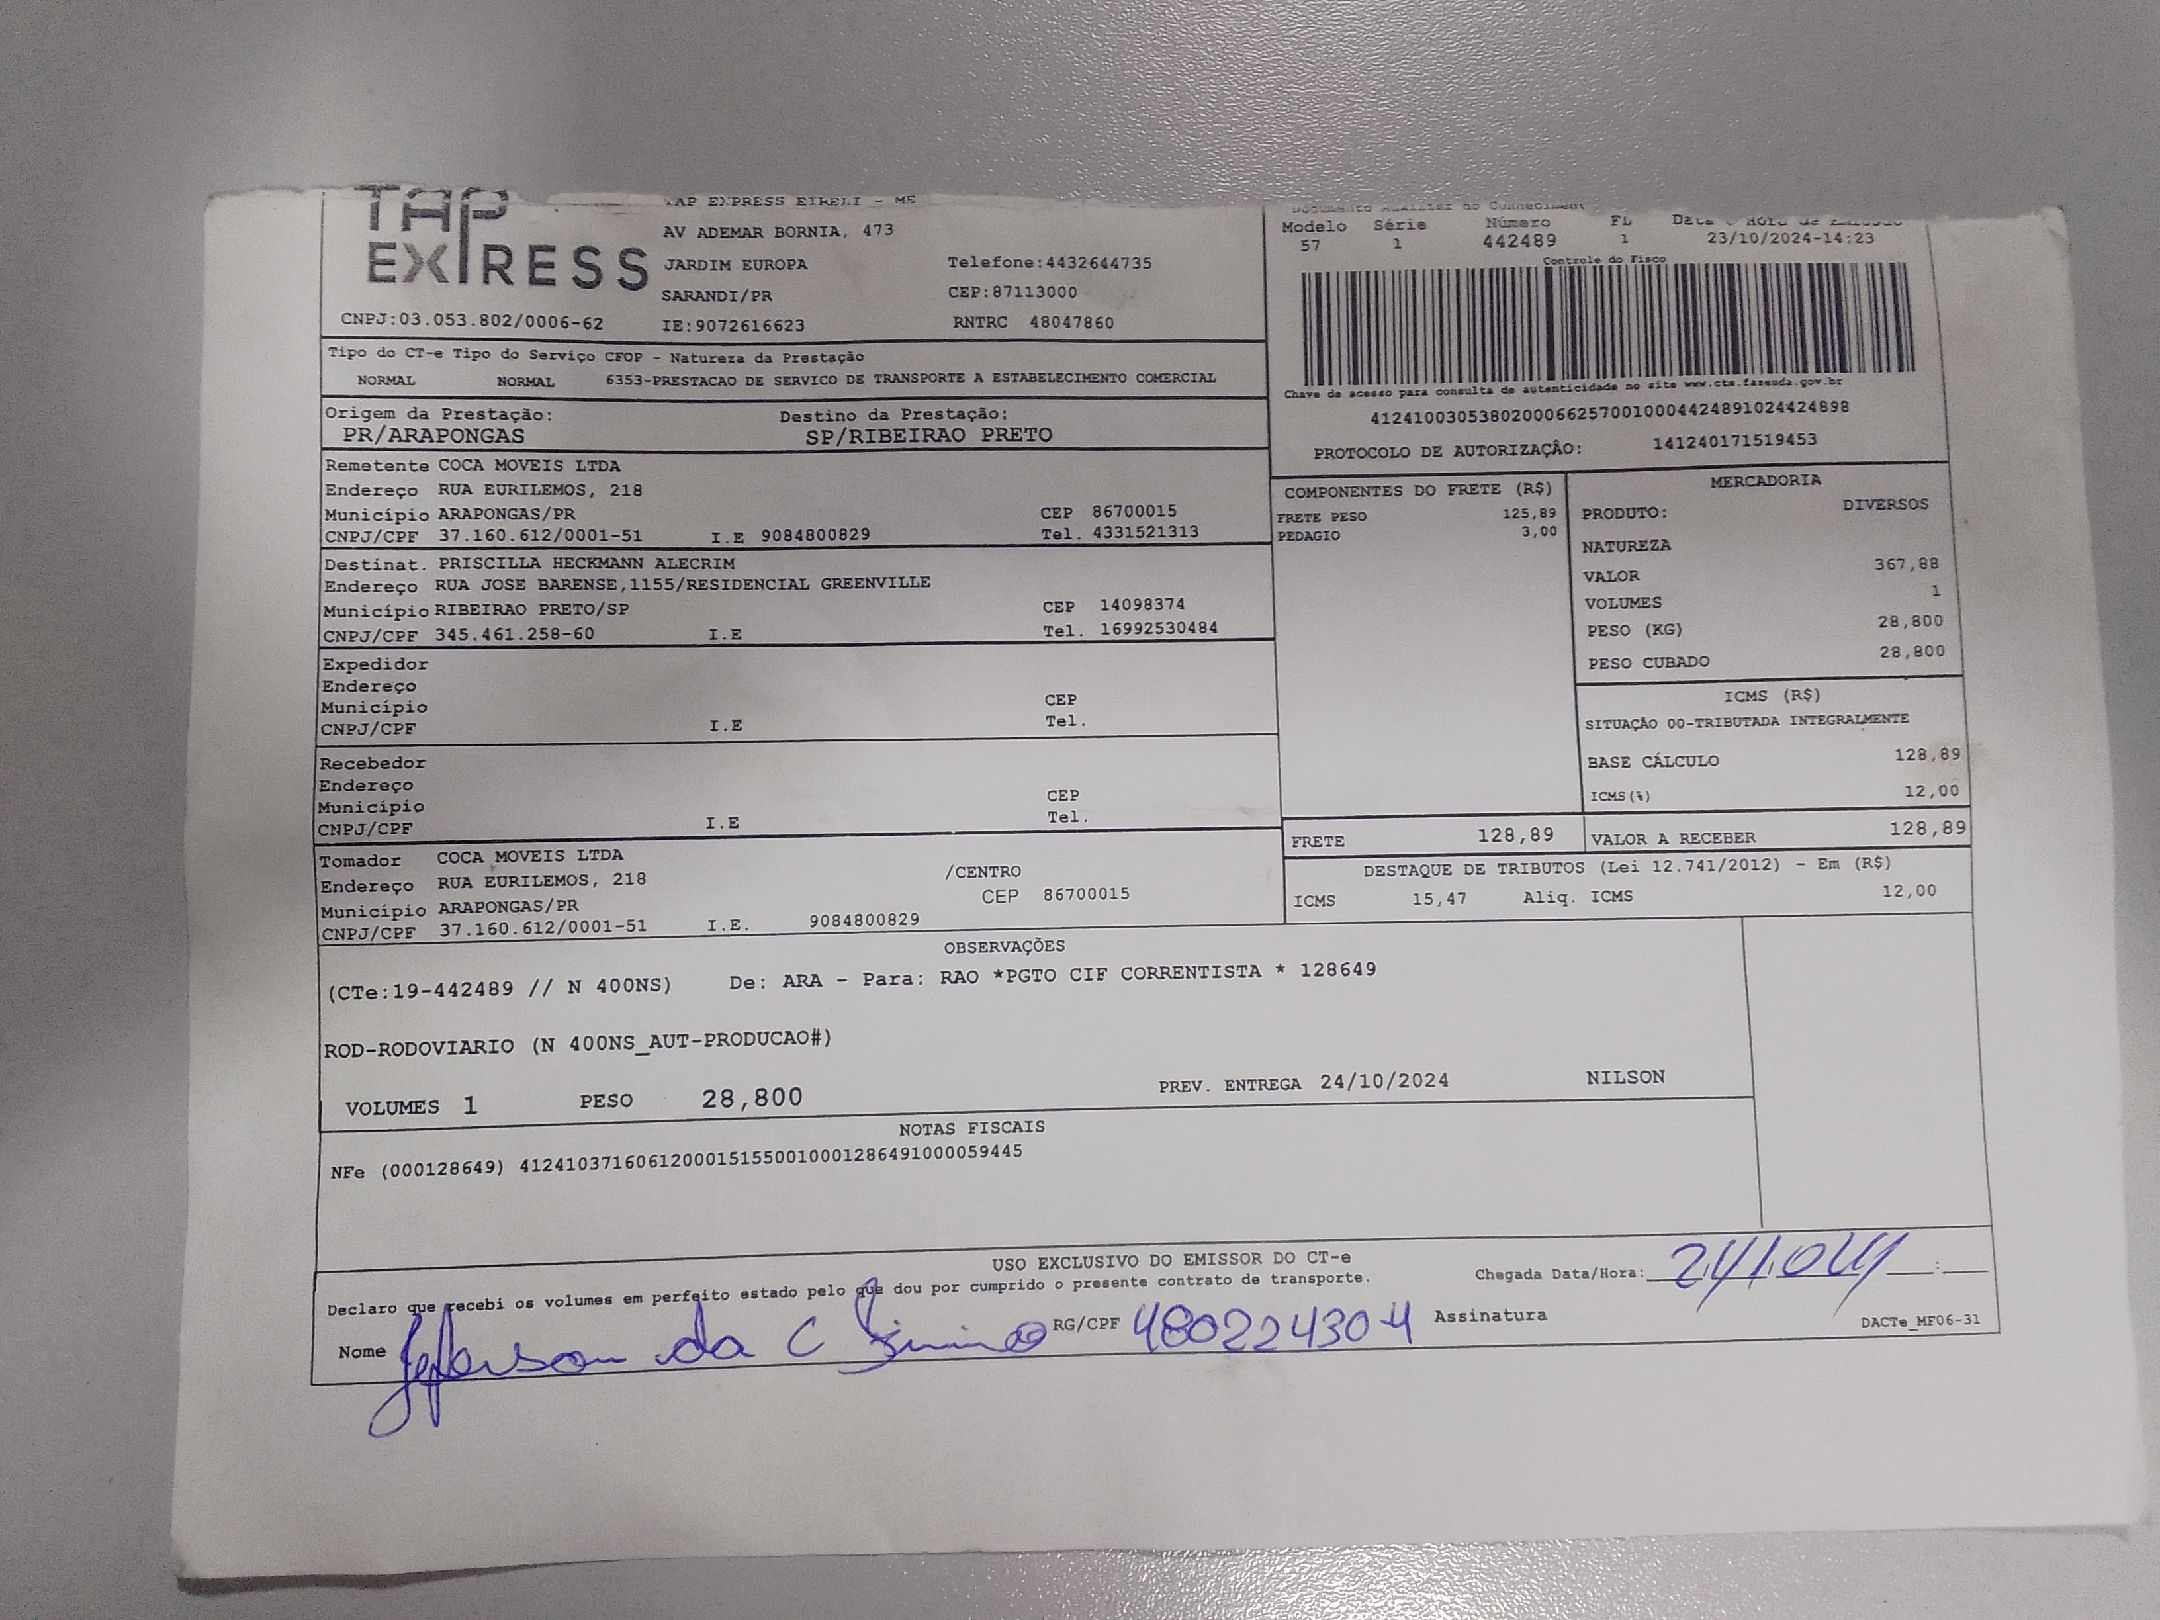 TAP
EXPRESS
TAP EXPRESS EIRELI - ME
AV ADEMAR BORNIA, 473
JARDIM EUROPA Telefone:4432644735
SARANDI/PR CEP:87113000
CNPJ:03.053.802/0006-62 IE:9072616623 RNTRC 48047860
Modelo Série Número FL
57 1 442489 1 23/10/2024-14:23
Controle do Fisco
Chave de acesso para consulta de autenticidade no site www.cte.fazenda.gov.br
41241003053802000662570010004424891024424898
PROTOCOLO DE AUTORIZAÇÂO: 141240171519453
Tipo do CT-e Tipo do Serviço CFOP - Natureza da Prestação
NORMAL NORMAL 6353-PRESTACAO DE SERVICO DE TRANSPORTE A ESTABELECIMENTO COMERCIAL
Origem da Prestação: Destino da Prestação:
PR/ARAPONGAS SP/RIBEIRAO PRETO
Remetente COCA MOVEIS LTDA
Endereço RUA EURILEMOS, 218
Município ARAPONGAS/PR CEP 86700015
CNPJ/CPF 37.160.612/0001-51 I.E 9084800829 Tel. 4331521313
Destinat. PRISCILLA HECKMANN ALECRIM
Endereço RUA JOSE BARENSE,1155/RESIDENCIAL GREENVILLE
Município RIBEIRAO PRETO/SP CEP 14098374
CNPJ/CPF 345.461.258-60 I.E Tel. 16992530484
Expedidor
Endereço
Município CEP
CNPJ/CPF I.E Tel.
Recebedor
Endereço
Município CEP
CNPJ/CPF I.E Tel.
Tomador COCA MOVEIS LTDA
Endereço RUA EURILEMOS, 218 /CENTRO
Município ARAPONGAS/PR CEP 86700015
CNPJ/CPF 37.160.612/0001-51 I.E. 9084800829
COMPONENTES DO FRETE (R$)
FRETE PESO 125,89
PEDAGIO 3,00
MERCADORIA
PRODUTO: DIVERSOS
NATUREZA
VALOR 367,88
VOLUMES 1
PESO (KG) 28,800
PESO CUBADO 28,800
ICMS (R$)
SITUAÇÃO 00-TRIBUTADA INTEGRALMENTE
BASE CÁLCULO 128,89
ICMS(%) 12,00
FRETE 128,89 VALOR A RECEBER 128,89
DESTAQUE DE TRIBUTOS (Lei 12.741/2012) - Em (R$)
ICMS 15,47 Aliq. ICMS 12,00
OBSERVAÇÕES
(CTe:19-442489 // N 400NS) De: ARA - Para: RAO *PGTO CIF CORRENTISTA * 128649
ROD-RODOVIARIO (N 400NS_AUT-PRODUCAO#)
VOLUMES 1 PESO 28,800 PREV. ENTREGA 24/10/2024 NILSON
NOTAS FISCAIS
NFe (000128649) 41241037160612000151550010001286491000059445
USO EXCLUSIVO DO EMISSOR DO CT-e
Declaro que recebi os volumes em perfeito estado pelo que dou por cumprido o presente contrato de transporte. Chegada Data/Hora: :
Nome Jeferson da C RG/CPF 480224304 Assinatura DACTe_MF06-31